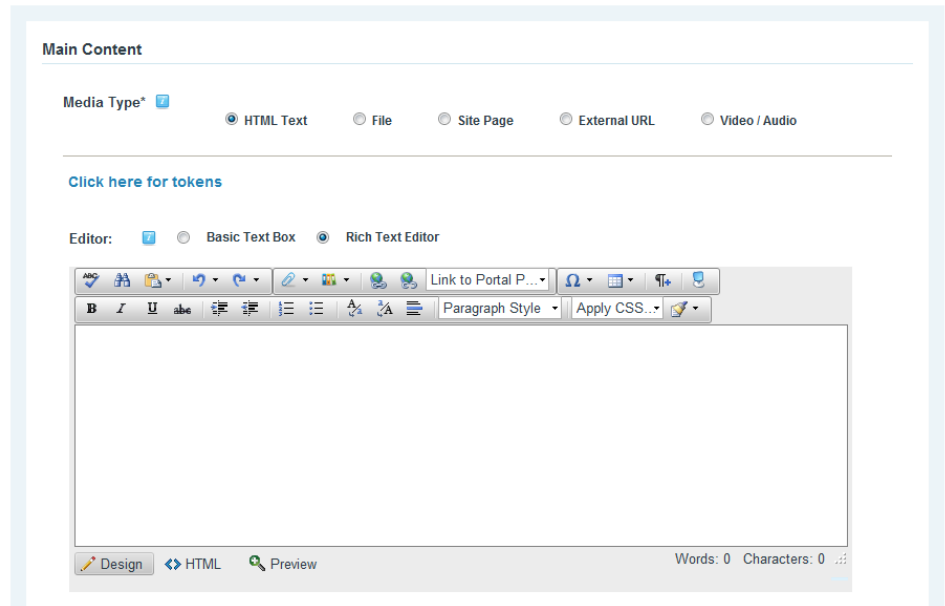 Main Content
Media Type*
HTML Text File Site Page External URL Video / Audio
Click here for tokens
Editor: Basic Text Box Rich Text Editor
ABC Link to Portal P... Ω ¶
B I U abc Paragraph Style Apply CSS...
Design HTML Preview Words: 0 Characters: 0